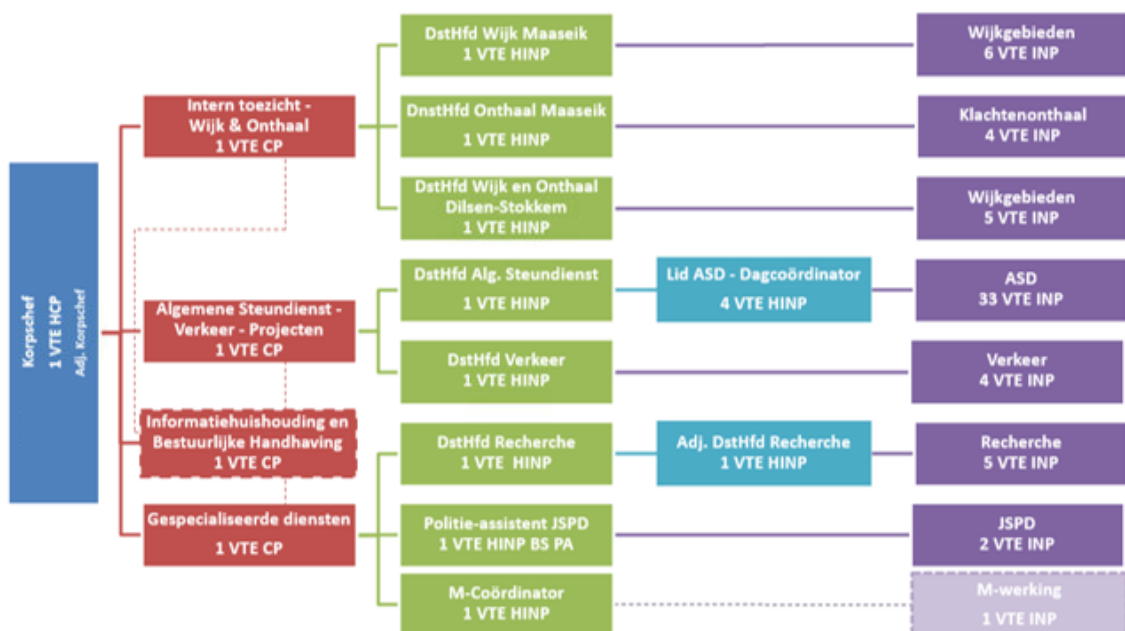 Korpschef
1 VTE HCP
Adj. Korpschef
Intern toezicht -
Wijk & Onthaal
1 VTE CP
Algemene Steundienst -
Verkeer - Projecten
1 VTE CP
Informatiehuishouding en
Bestuurlijke Handhaving
1 VTE CP
Gespecialiseerde diensten
1 VTE CP
DstHfd Wijk Maaseik
1 VTE HINP
DnstHfd Onthaal Maaseik
1 VTE HINP
DstHfd Wijk en Onthaal
Dilsen-Stokkem
1 VTE HINP
DstHfd Alg. Steundienst
1 VTE HINP
DstHfd Verkeer
1 VTE HINP
DstHfd Recherche
1 VTE HINP
Politie-assistent JSPD
1 VTE HINP BS PA
M-Coördinator
1 VTE HINP
Lid ASD - Dagcoördinator
4 VTE HINP
Adj. DstHfd Recherche
1 VTE HINP
Wijkgebieden
6 VTE INP
Klachtenonthaal
4 VTE INP
Wijkgebieden
5 VTE INP
ASD
33 VTE INP
Verkeer
4 VTE INP
Recherche
5 VTE INP
JSPD
2 VTE INP
M-werking
1 VTE INP